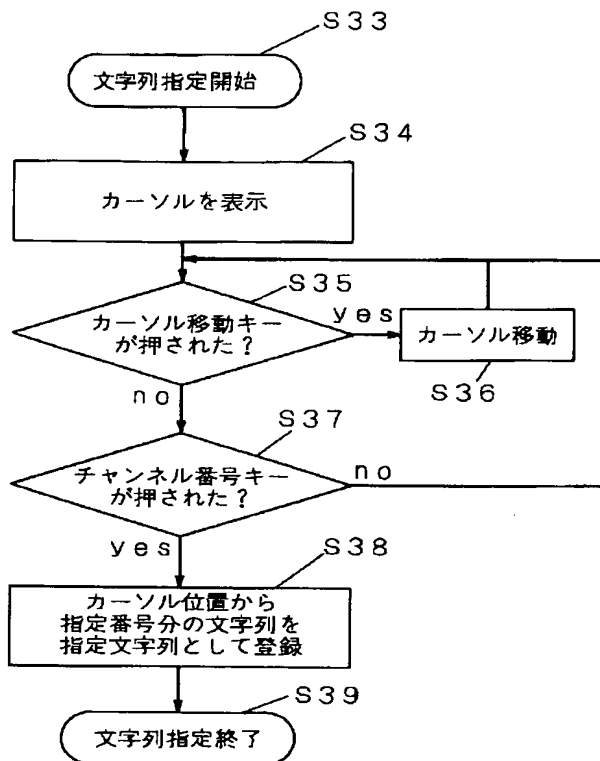 S33
文字列指定開始
S34
カーソルを表示
S35
カーソル移動キー
が押された?
yes
カーソル移動
S36
no
S37
チャンネル番号キー
が押された?
no
yes
S38
カーソル位置から
指定番号分の文字列を
指定文字列として登録
S39
文字列指定終了